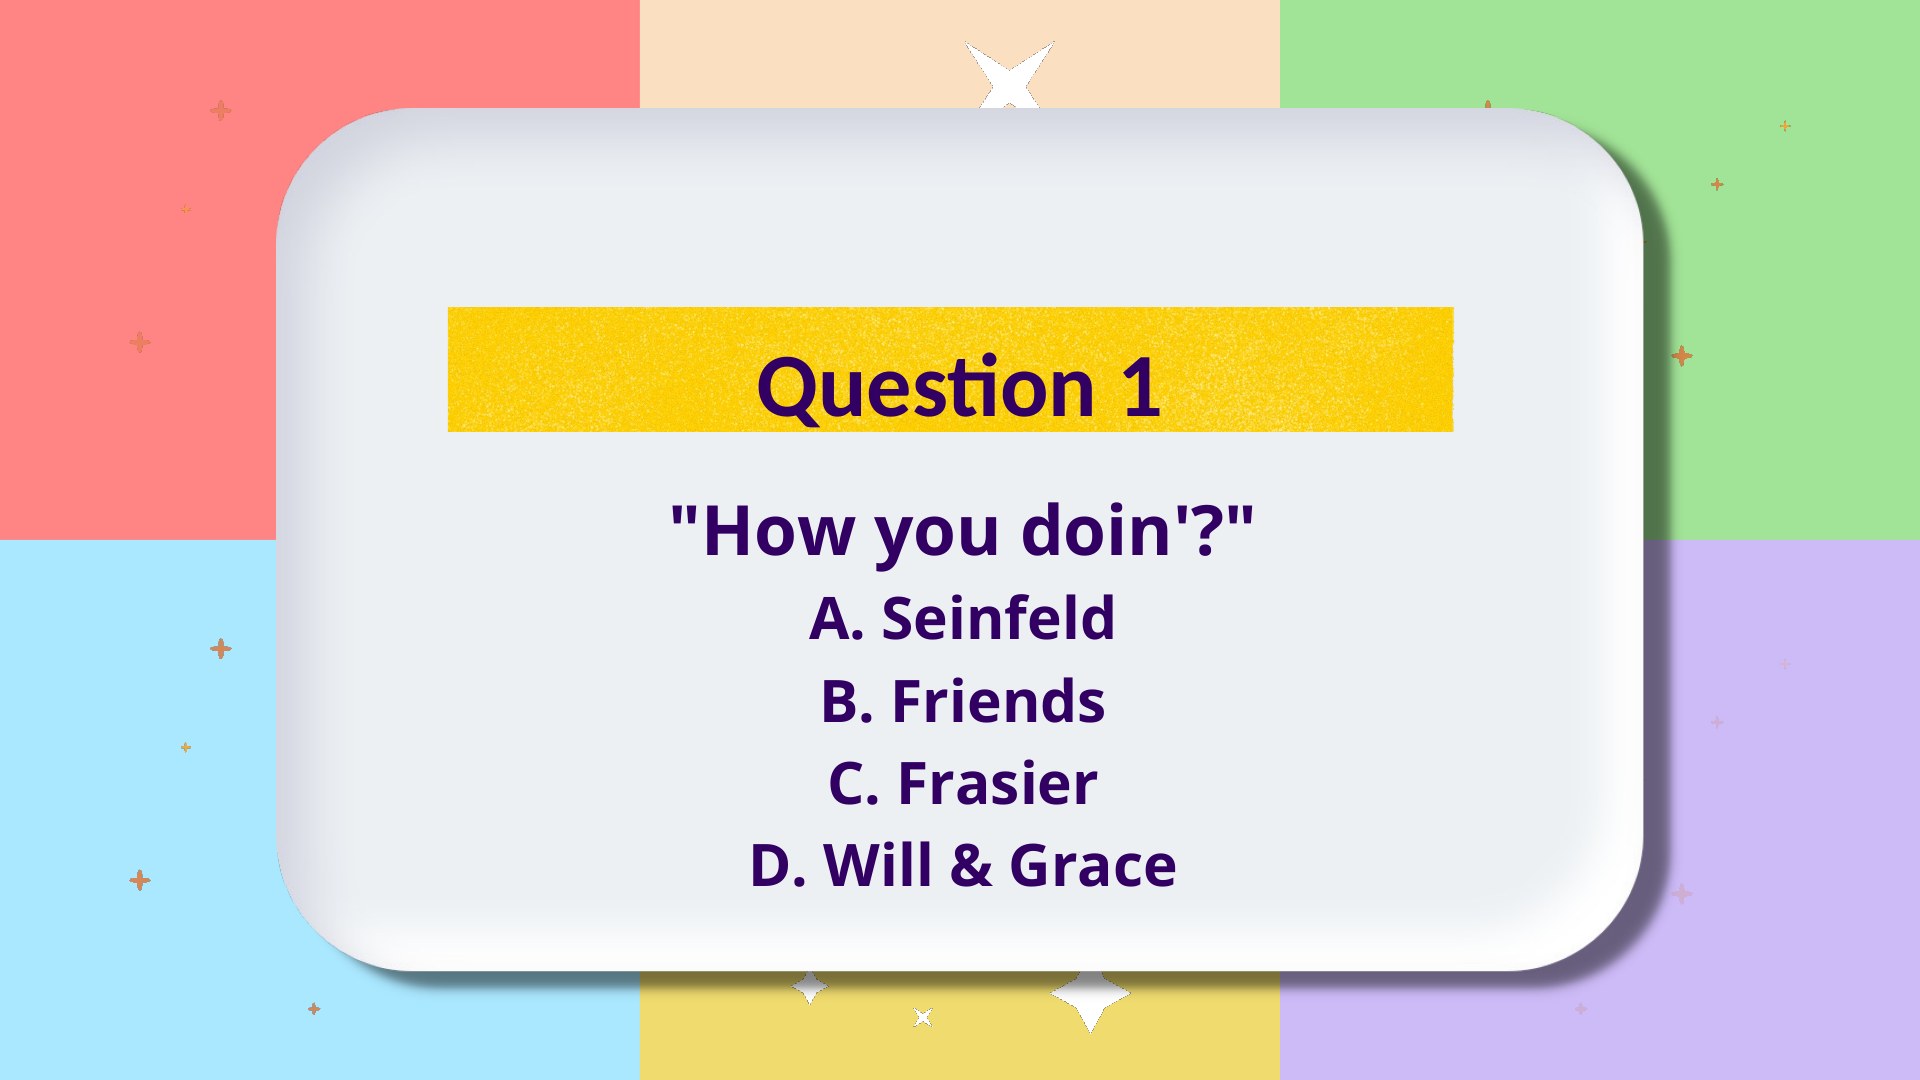 Question 1
"How you doin'?"
A. Seinfeld
B. Friends
C. Frasier
D. Will & Grace